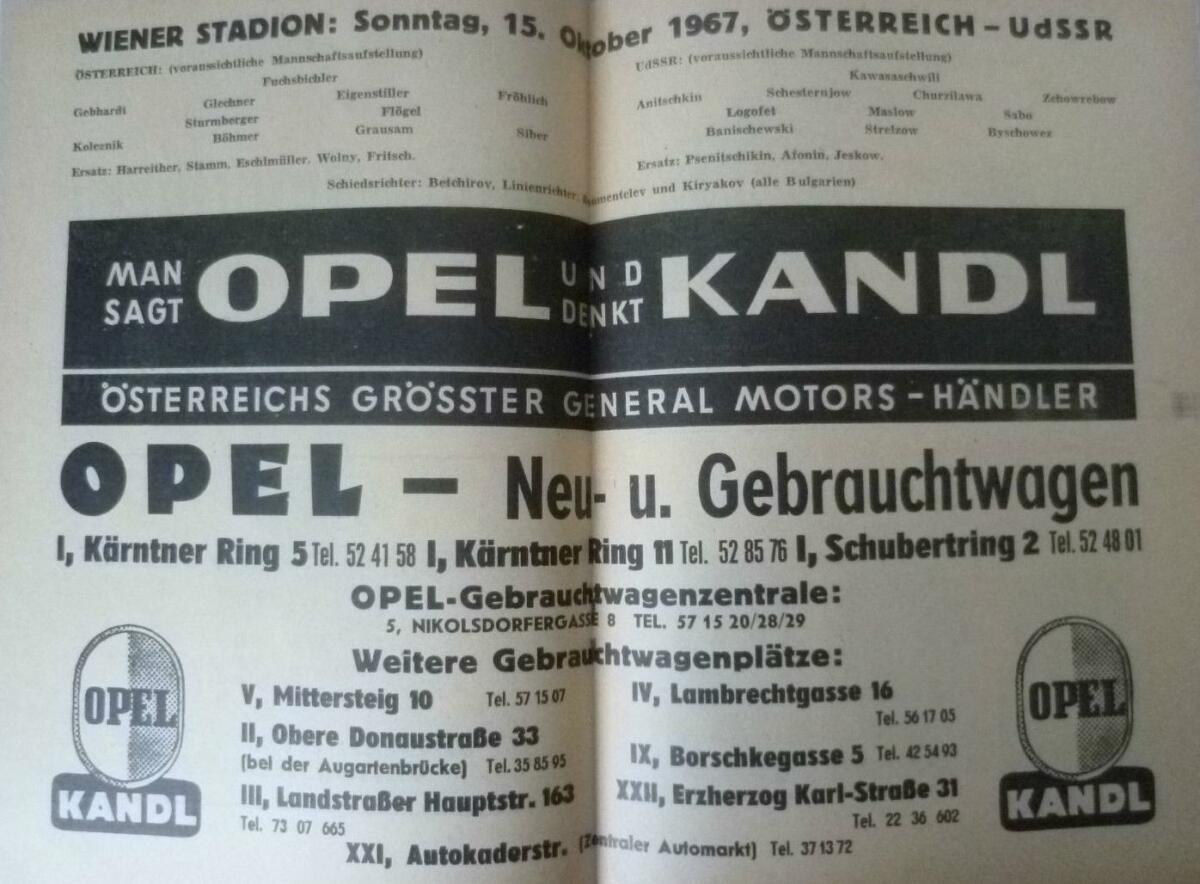 WIENER STADION: Sonntag, 15. Oktober 1967, ÖSTERREICH – UdSSR
ÖSTERREICH: (voraussichtliche Mannschaftsaufstellung)
Fuchsbichler
Gebhardi Glechner Eigenstiller Fröhlich
Sturmberger Flögel
Koleznik Böhmer Grausam Siber
Ersatz: Harreither, Stamm, Eschlmüller, Wolny, Fritsch.
UdSSR: (voraussichtliche Mannschaftsaufstellung)
Kawasaschwili
Anitschkin Schesternjow Churzilawa Zchowrebow
Logofet Maslow Sabo
Banischewski Strelzow Byschowez
Ersatz: Psenitschikin, Afonin, Jeskow.
Schiedsrichter: Betchirov, Linienrichter: und Kiryakov (alle Bulgarien)
MAN SAGT OPEL UND DENKT KANDL
ÖSTERREICHS GRÖSSTER GENERAL MOTORS – HÄNDLER
OPEL – Neu- u. Gebrauchtwagen
I, Kärntner Ring 5 Tel. 52 41 58 I, Kärntner Ring 11 Tel. 52 85 76 I, Schubertring 2 Tel. 52 48 01
OPEL-Gebrauchtwagenzentrale:
5, NIKOLSDORFERGASSE 8 TEL. 57 15 20/28/29
Weitere Gebrauchtwagenplätze:
V, Mittersteig 10 Tel. 57 15 07
II, Obere Donaustraße 33
(bei der Augartenbrücke) Tel. 35 85 95
III, Landstraßer Hauptstr. 163
Tel. 73 07 665
IV, Lambrechtgasse 16
Tel. 56 17 05
IX, Borschkegasse 5 Tel. 42 54 93
XXII, Erzherzog Karl-Straße 31
Tel. 22 36 602
XXI, Autokaderstr. (Zentraler Automarkt) Tel. 37 13 72
OPEL
KANDL
OPEL
KANDL